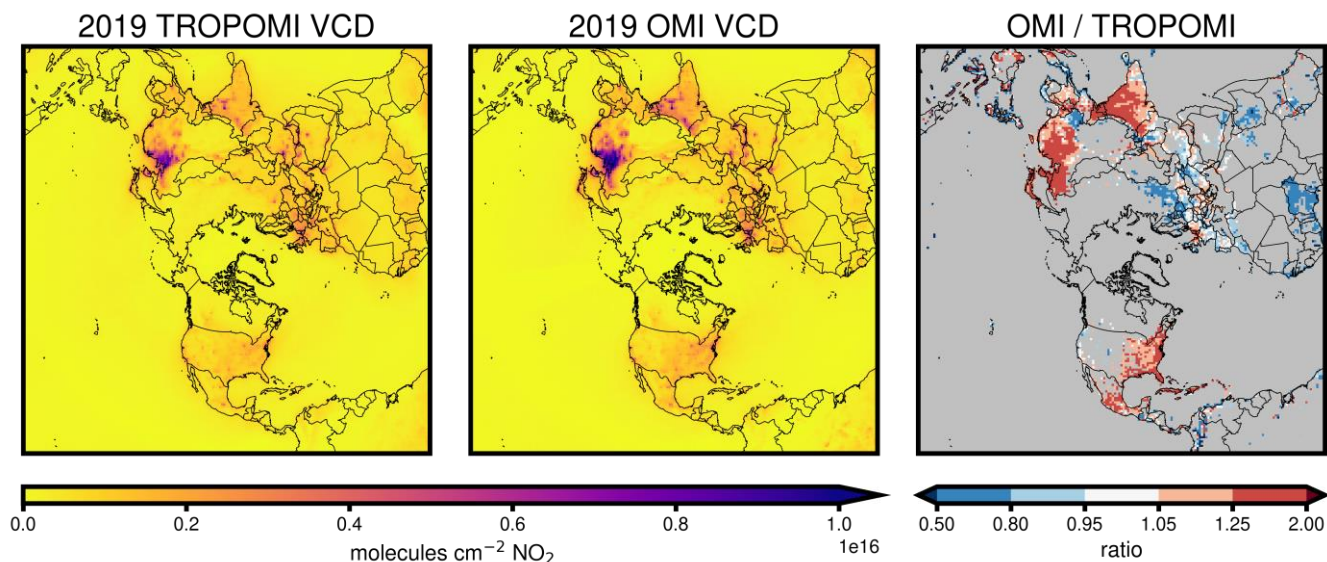 2019 TROPOMI VCD
2019 OMI VCD
OMI / TROPOMI
0.0 0.2 0.4 0.6 0.8 1.0
1e16
molecules cm⁻² NO₂
0.50 0.80 0.95 1.05 1.25 2.00
ratio